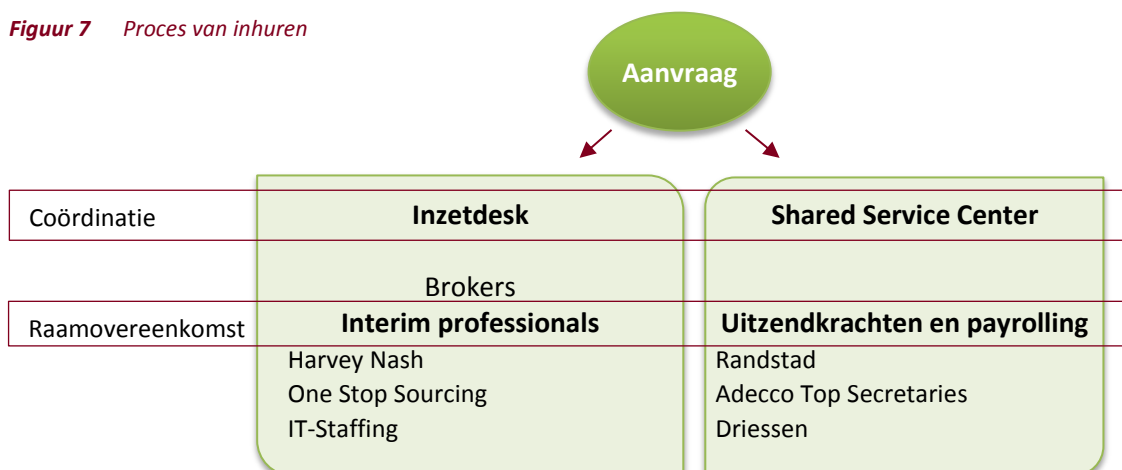 Figuur 7 Proces van inhuren
Aanvraag
Coördinatie
Inzetdesk
Shared Service Center
Brokers
Raamovereenkomst
Interim professionals
Uitzendkrachten en payrolling
Harvey Nash
One Stop Sourcing
IT-Staffing
Randstad
Adecco Top Secretaries
Driessen